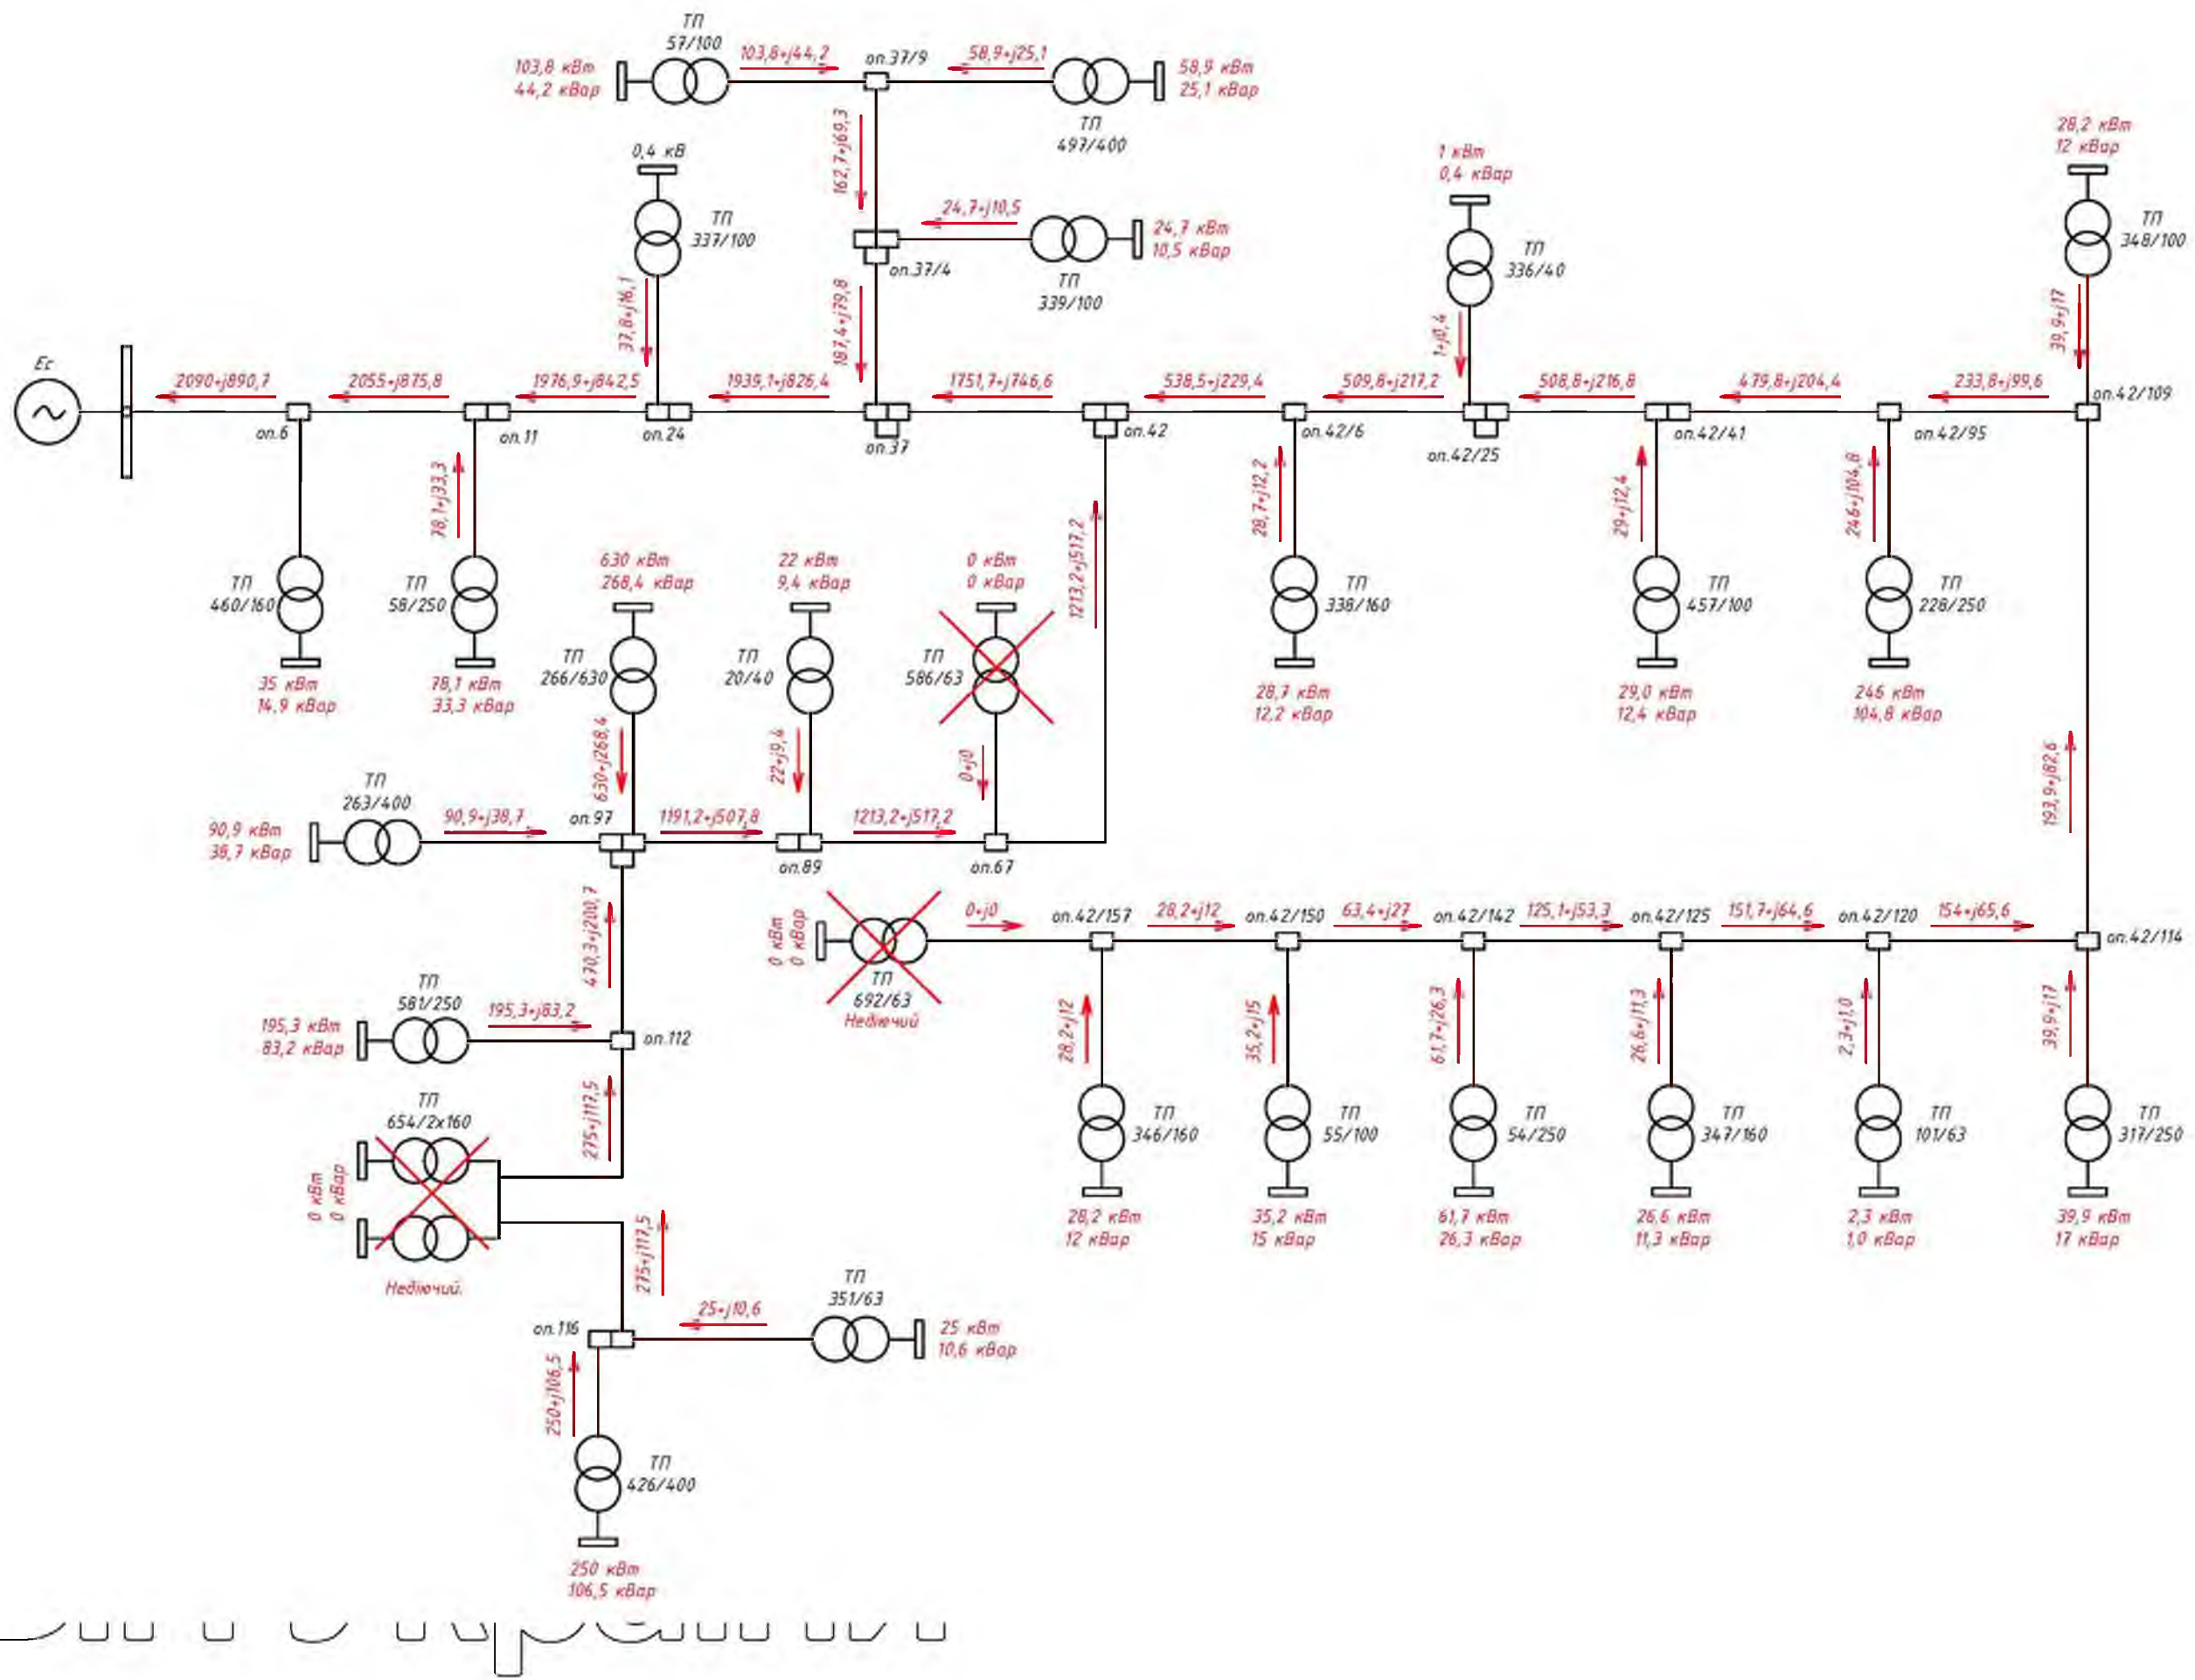 ТП
57/100
103,8+j44,2
103,8 кВт
44,2 кВар
оп.37/9
58,9+j25,1
58,9 кВт
25,1 кВар
ТП
497/400
162,7+j69,3
0,4 кВ
ТП
337/100
37,8+j16,1
24,7+j10,5
24,7 кВт
10,5 кВар
оп.37/4
ТП
339/100
187,4+j79,8
1 кВт
0,4 кВар
ТП
336/40
1+j0,4
28,2 кВт
12 кВар
ТП
348/100
39,9+j17
Ес
2090+j890,7
2055+j875,8
1976,9+j842,5
1939,1+j826,4
1751,7+j746,6
538,5+j229,4
509,8+j217,2
508,8+j216,8
479,8+j204,4
233,8+j99,6
оп.42/109
оп.6
оп.11
оп.24
оп.37
оп.42
оп.42/6
оп.42/25
оп.42/41
оп.42/95
78,1+j33,3
1213,2+j517,2
28,7+j12,2
29+j12,4
246+j104,8
ТП
460/160
35 кВт
14,9 кВар
ТП
58/250
78,1 кВт
33,3 кВар
630 кВт
268,4 кВар
ТП
266/630
630+j268,4
22 кВт
9,4 кВар
ТП
20/40
22+j9,4
0 кВт
0 кВар
ТП
586/63
0+j0
ТП
338/160
28,7 кВт
12,2 кВар
ТП
457/100
29,0 кВт
12,4 кВар
ТП
228/250
246 кВт
104,8 кВар
193,9+j82,6
ТП
263/400
90,9 кВт
38,7 кВар
90,9+j38,7
оп.97
1191,2+j507,8
оп.89
1213,2+j517,2
оп.67
470,3+j200,7
0 кВт
0 кВар
ТП
692/63
Недіючий
0+j0
оп.42/157
28,2+j12
оп.42/150
63,4+j27
оп.42/142
125,1+j53,3
оп.42/125
151,7+j64,6
оп.42/120
154+j65,6
оп.42/114
28,2+j12
35,2+j15
61,7+j26,3
26,6+j11,3
2,3+j1,0
39,9+j17
ТП
581/250
195,3 кВт
83,2 кВар
195,3+j83,2
оп.112
275+j117,5
ТП
654/2х160
0 кВт
0 кВар
Недіючий.
275+j117,5
ТП
346/160
28,2 кВт
12 кВар
ТП
55/100
35,2 кВт
15 кВар
ТП
54/250
61,7 кВт
26,3 кВар
ТП
347/160
26,6 кВт
11,3 кВар
ТП
101/63
2,3 кВт
1,0 кВар
ТП
317/250
39,9 кВт
17 кВар
оп.116
25+j10,6
ТП
351/63
25 кВт
10,6 кВар
250+j106,5
ТП
426/400
250 кВт
106,5 кВар